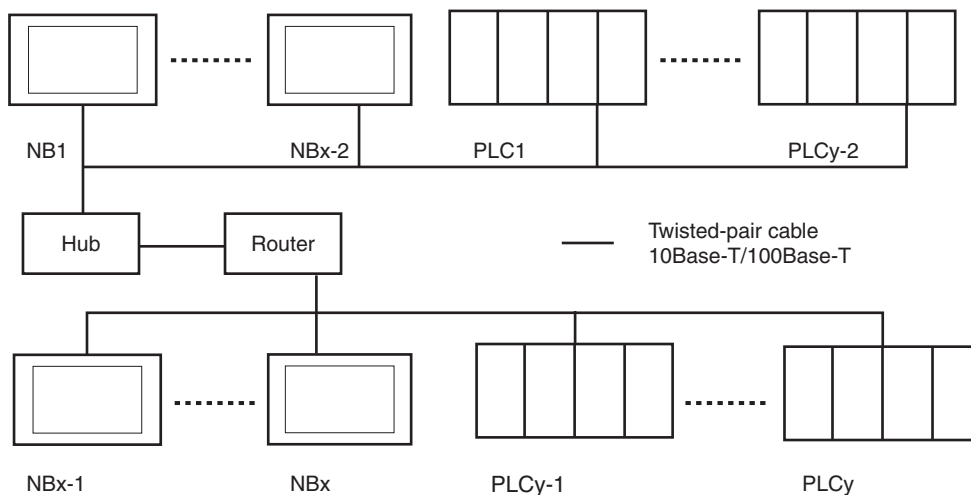 NB1
NBx-2
PLC1
PLCy-2
Hub
Router
Twisted-pair cable
10Base-T/100Base-T
NBx-1
NBx
PLCy-1
PLCy